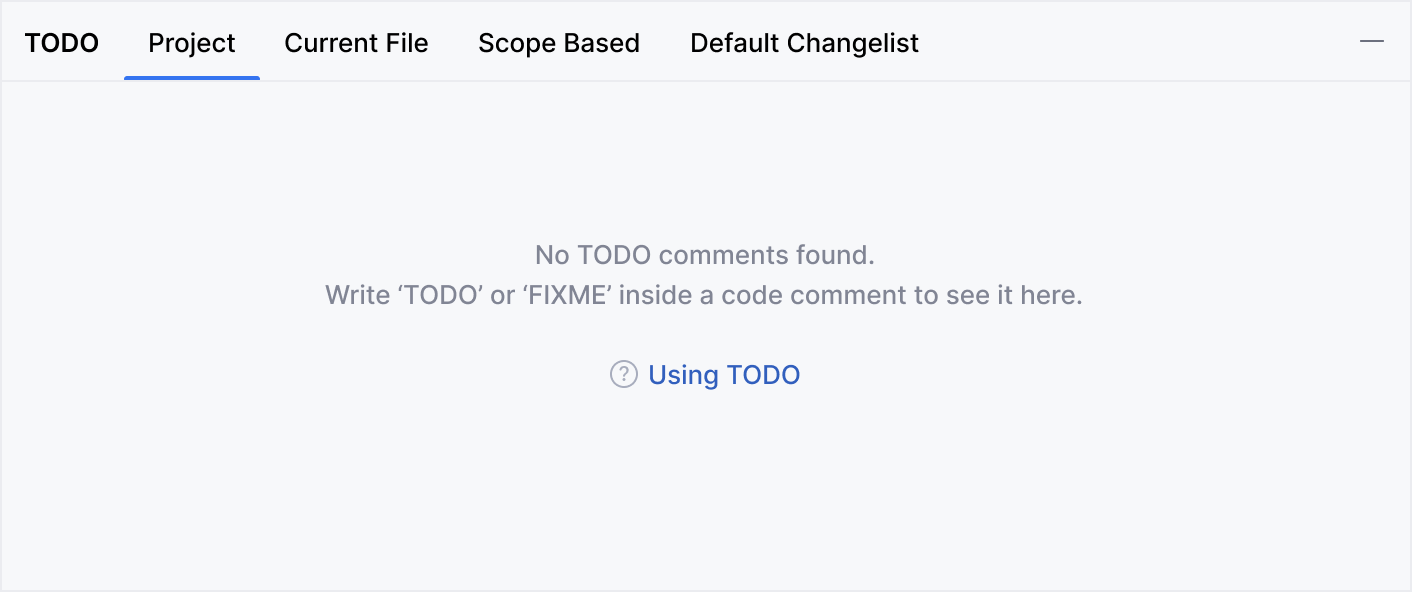 TODO Project Current File Scope Based Default Changelist
No TODO comments found.
Write ‘TODO’ or ‘FIXME’ inside a code comment to see it here.
? Using TODO